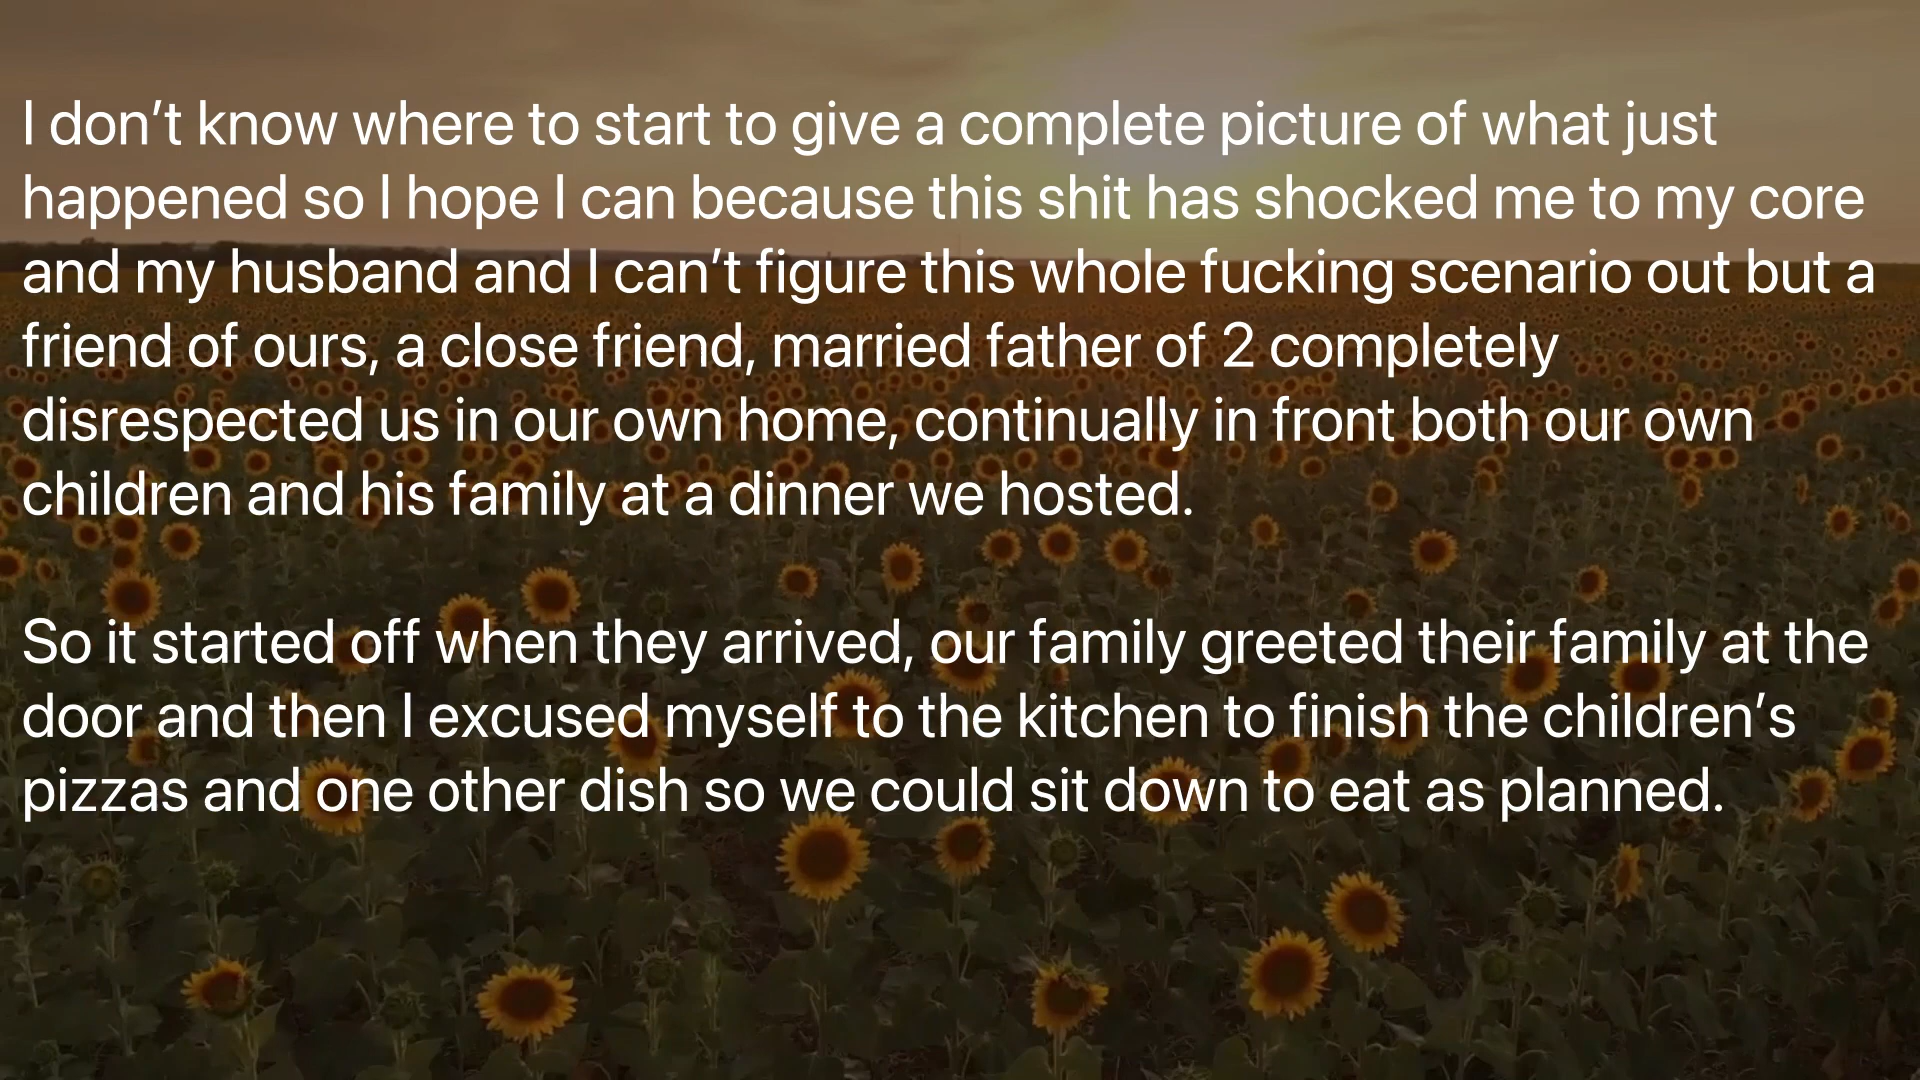 I don’t know where to start to give a complete picture of what just
happened so I hope I can because this shit has shocked me to my core
and my husband and I can’t figure this whole fucking scenario out but a
friend of ours, a close friend, married father of 2 completely
disrespected us in our own home, continually in front both our own
children and his family at a dinner we hosted.
So it started off when they arrived, our family greeted their family at the
door and then I excused myself to the kitchen to finish the children’s
pizzas and one other dish so we could sit down to eat as planned.